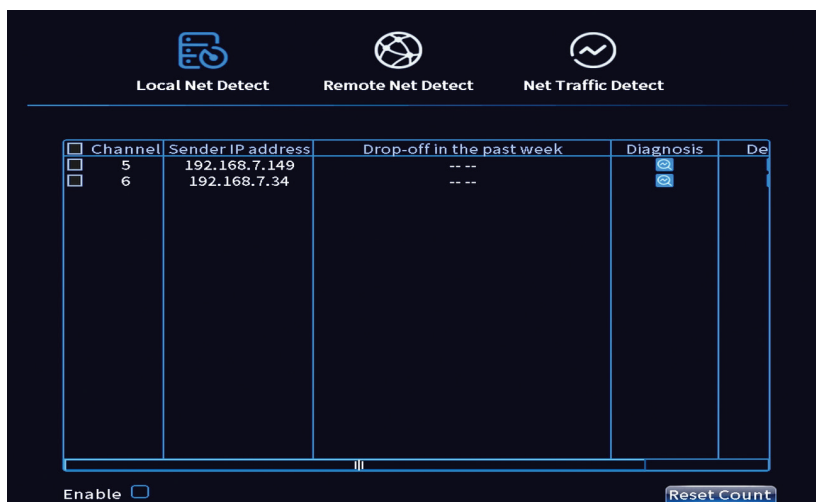 Local Net Detect Remote Net Detect Net Traffic Detect
Channel Sender IP address Drop-off in the past week Diagnosis De
5 192.168.7.149 -- --
6 192.168.7.34 -- --
Enable Reset Count